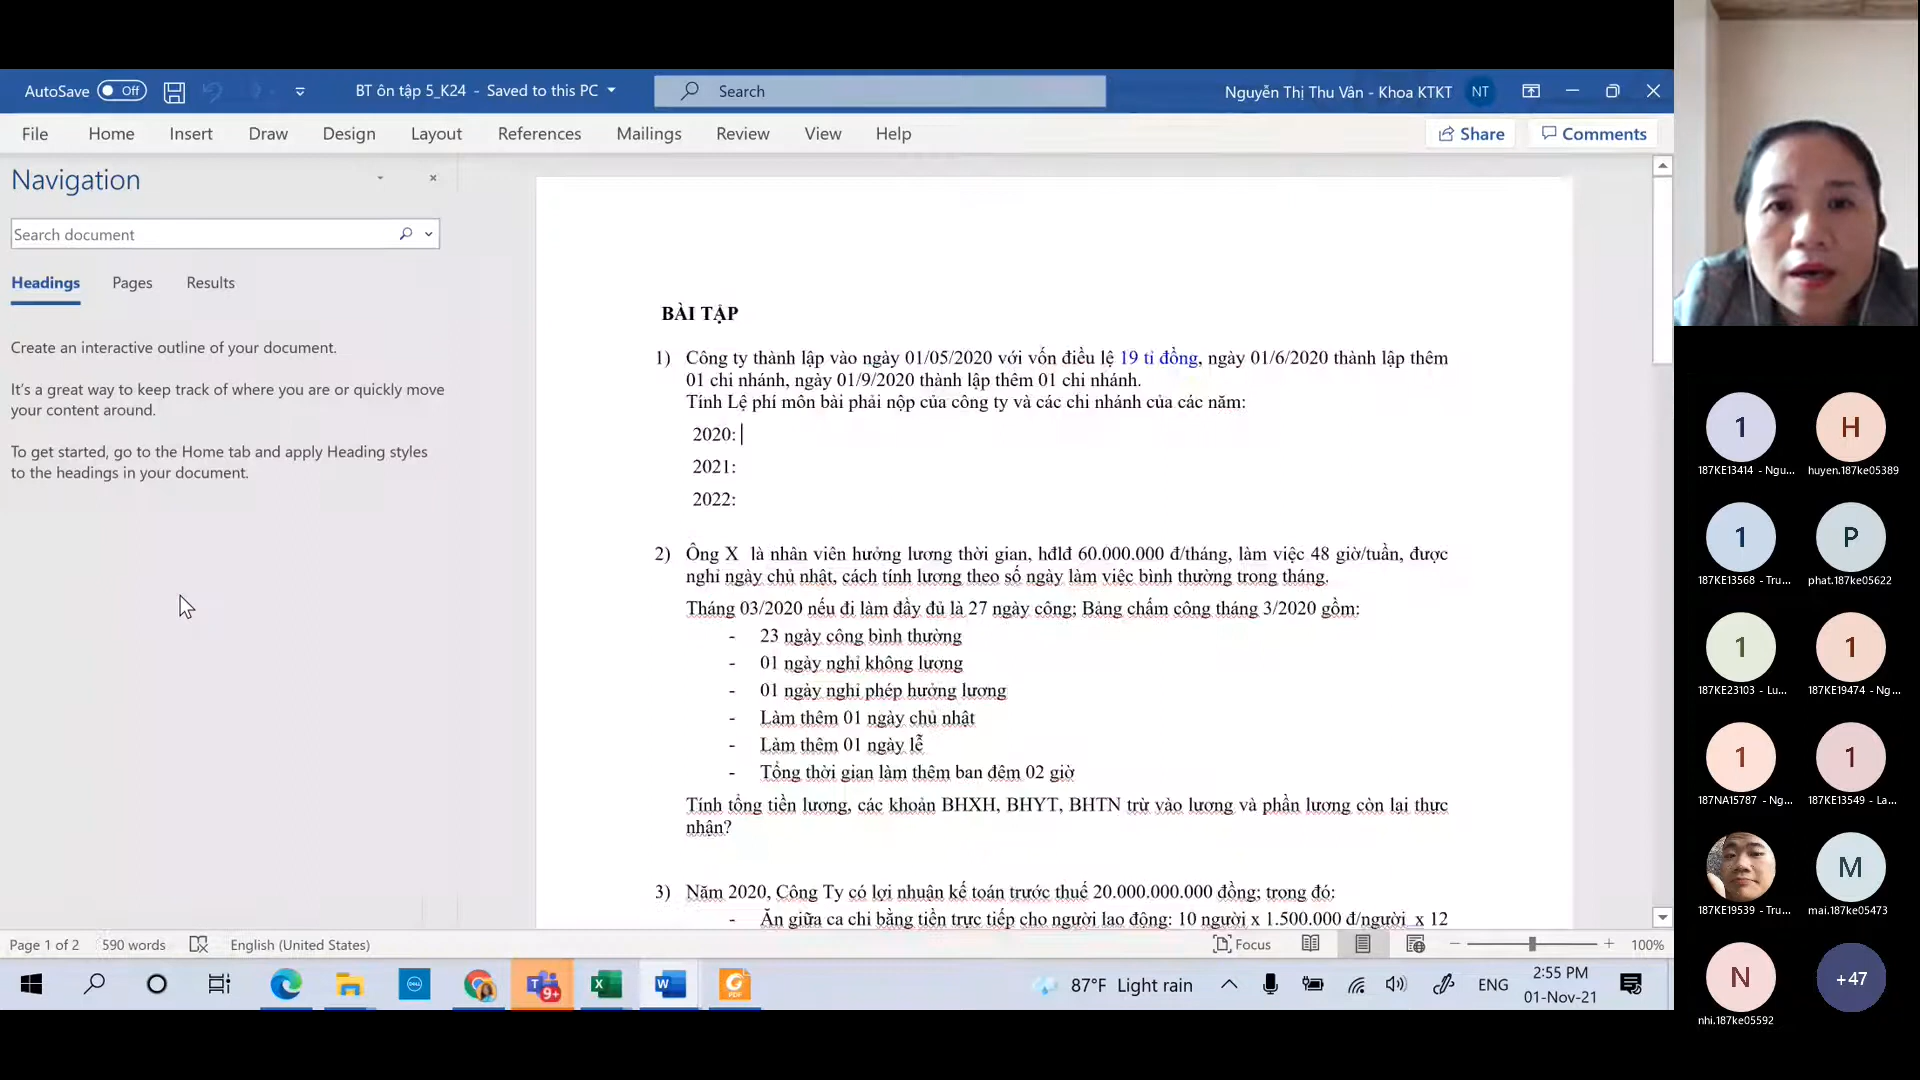 AutoSave Off
BT ôn tập 5_K24 - Saved to this PC
Search
Nguyễn Thị Thu Vân - Khoa KTKT
NT
File Home Insert Draw Design Layout References Mailings Review View Help
Share
Comments
Navigation
Search document
Headings Pages Results
Create an interactive outline of your document.
It's a great way to keep track of where you are or quickly move
your content around.
To get started, go to the Home tab and apply Heading styles
to the headings in your document.
BÀI TẬP
1) Công ty thành lập vào ngày 01/05/2020 với vốn điều lệ 19 tỉ đồng, ngày 01/6/2020 thành lập thêm
01 chi nhánh, ngày 01/9/2020 thành lập thêm 01 chi nhánh.
Tính Lệ phí môn bài phải nộp của công ty và các chi nhánh của các năm:
2020:
2021:
2022:
2) Ông X là nhân viên hưởng lương thời gian, hđlđ 60.000.000 đ/tháng, làm việc 48 giờ/tuần, được
nghỉ ngày chủ nhật, cách tính lương theo số ngày làm việc bình thường trong tháng.
Tháng 03/2020 nếu đi làm đầy đủ là 27 ngày công; Bảng chấm công tháng 3/2020 gồm:
- 23 ngày công bình thường
- 01 ngày nghỉ không lương
- 01 ngày nghỉ phép hưởng lương
- Làm thêm 01 ngày chủ nhật
- Làm thêm 01 ngày lễ
- Tổng thời gian làm thêm ban đêm 02 giờ
Tính tổng tiền lương, các khoản BHXH, BHYT, BHTN trừ vào lương và phần lương còn lại thực
nhận?
3) Năm 2020, Công Ty có lợi nhuận kế toán trước thuế 20.000.000.000 đồng; trong đó:
- Ăn giữa ca chi bằng tiền trực tiếp cho người lao động: 10 người x 1.500.000 đ/người x 12
Page 1 of 2 590 words English (United States)
Focus
100%
87°F Light rain
ENG
2:55 PM
01-Nov-21
9+
1 H
187KE13414 - Ngu... huyen.187ke05389
1 P
187KE13568 - Tru... phat.187ke05622
1 1
187KE23103 - Lu... 187KE19474 - Ng...
1 1
187NA15787 - Ng... 187KE13549 - La...
M
187KE19539 - Tru... mai.187ke05473
N +47
nhi.187ke05592